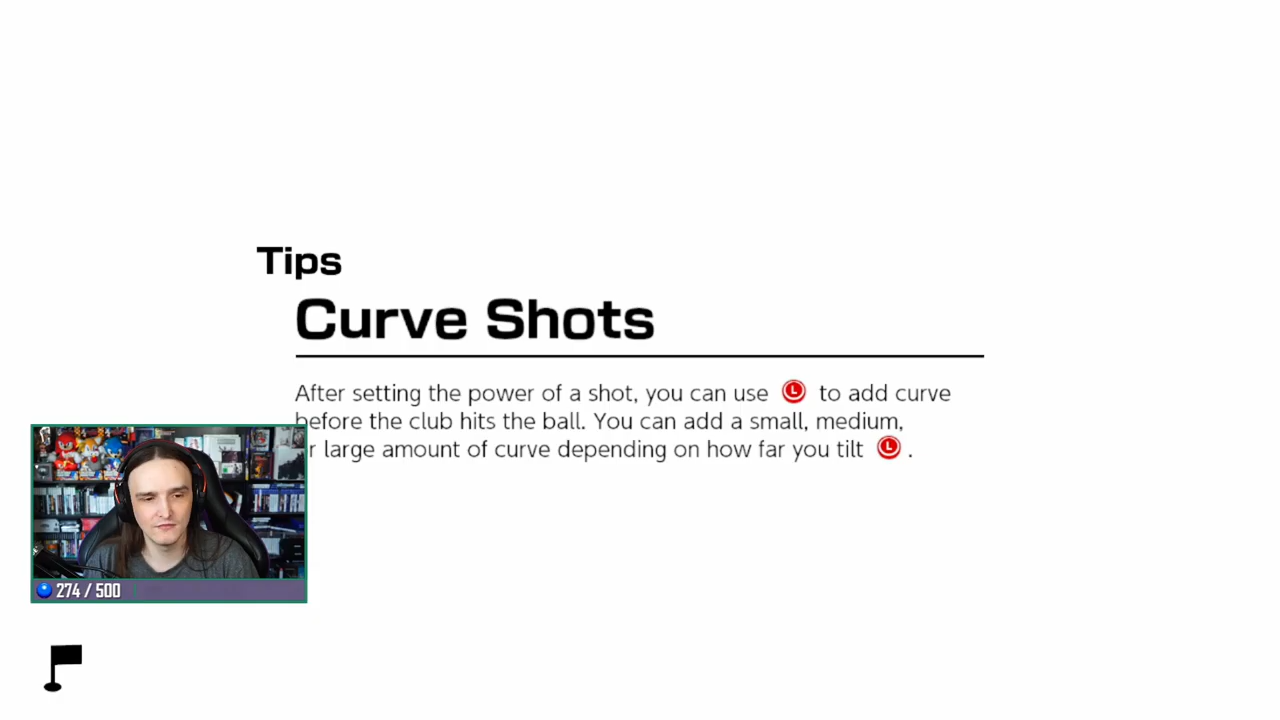 Tips
Curve Shots
After setting the power of a shot, you can use L to add curve
before the club hits the ball. You can add a small, medium,
r large amount of curve depending on how far you tilt L.
274 / 500